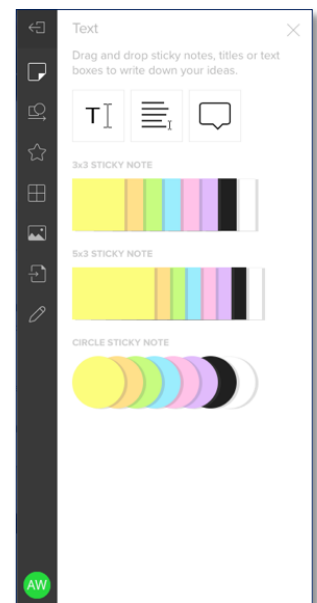 Text
Drag and drop sticky notes, titles or text
boxes to write down your ideas.
T
3x3 STICKY NOTE
5x3 STICKY NOTE
CIRCLE STICKY NOTE
AW